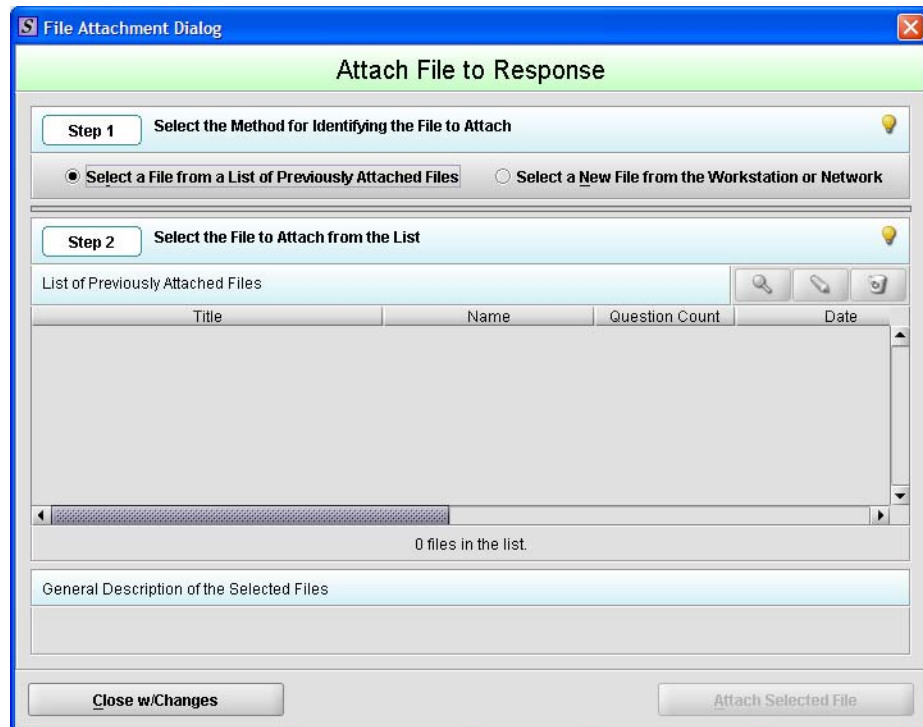 S File Attachment Dialog
Attach File to Response
Step 1 Select the Method for Identifying the File to Attach
Select a File from a List of Previously Attached Files Select a New File from the Workstation or Network
Step 2 Select the File to Attach from the List
List of Previously Attached Files
Title Name Question Count Date
0 files in the list.
General Description of the Selected Files
Close w/Changes Attach Selected File